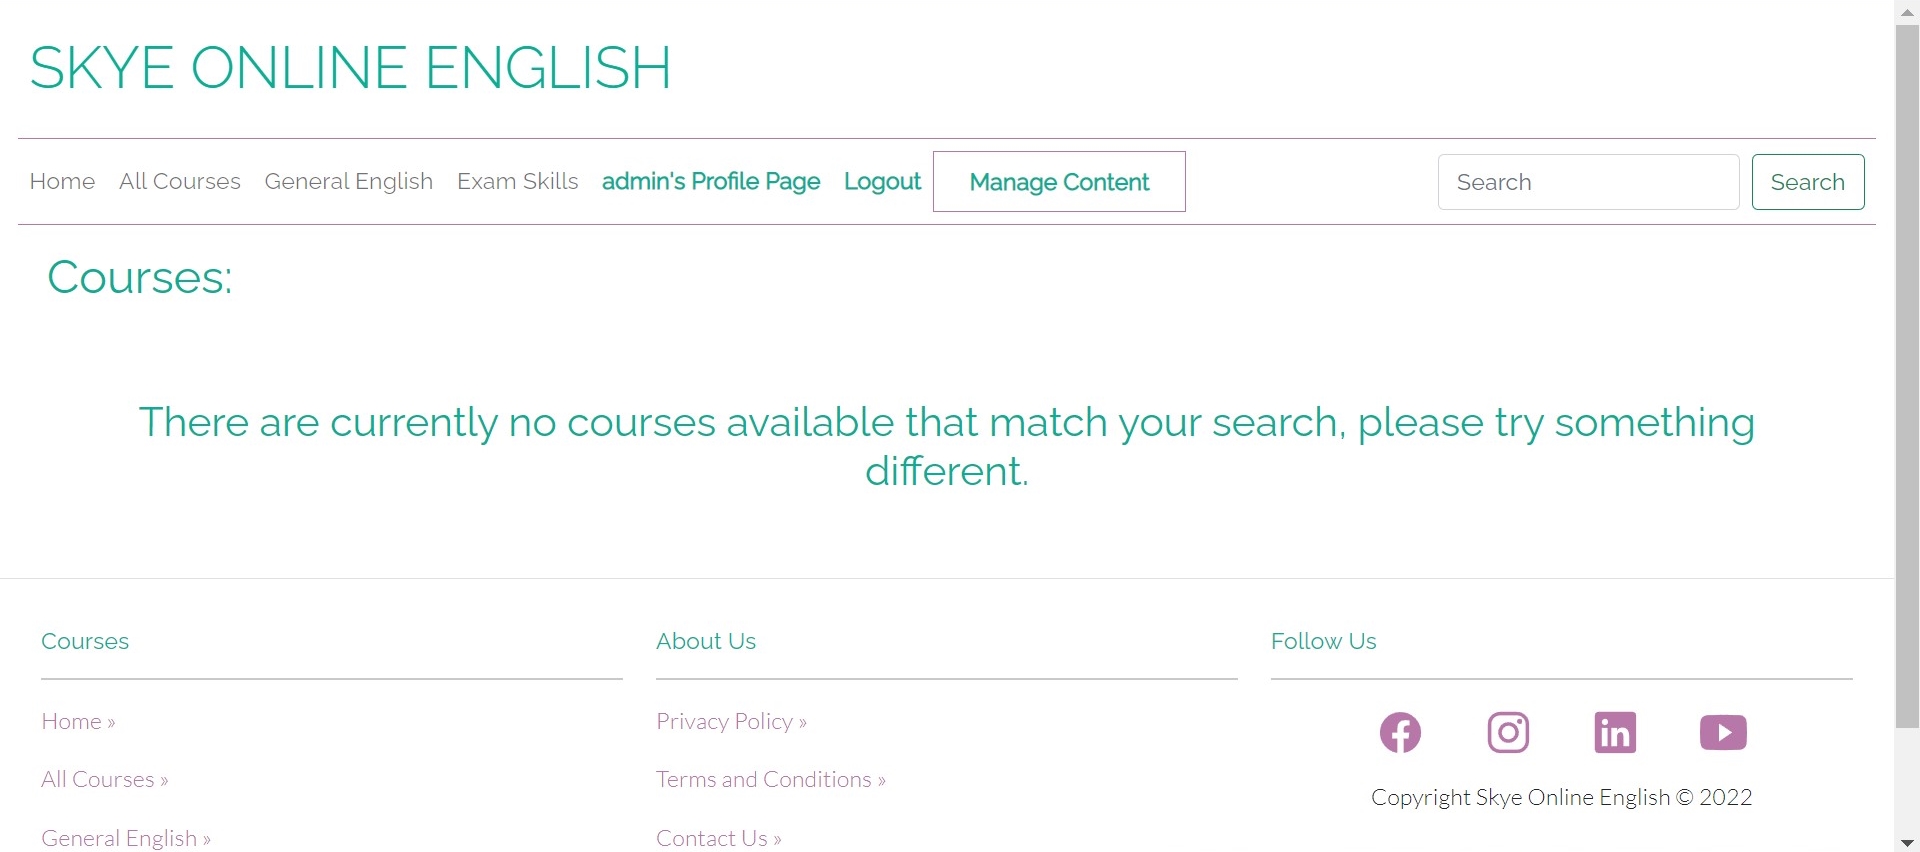 SKYE ONLINE ENGLISH
Home All Courses General English Exam Skills admin's Profile Page Logout Manage Content Search Search
Courses:
There are currently no courses available that match your search, please try something
different.
Courses About Us Follow Us
Home » Privacy Policy »
All Courses » Terms and Conditions »
Copyright Skye Online English © 2022
General English » Contact Us »